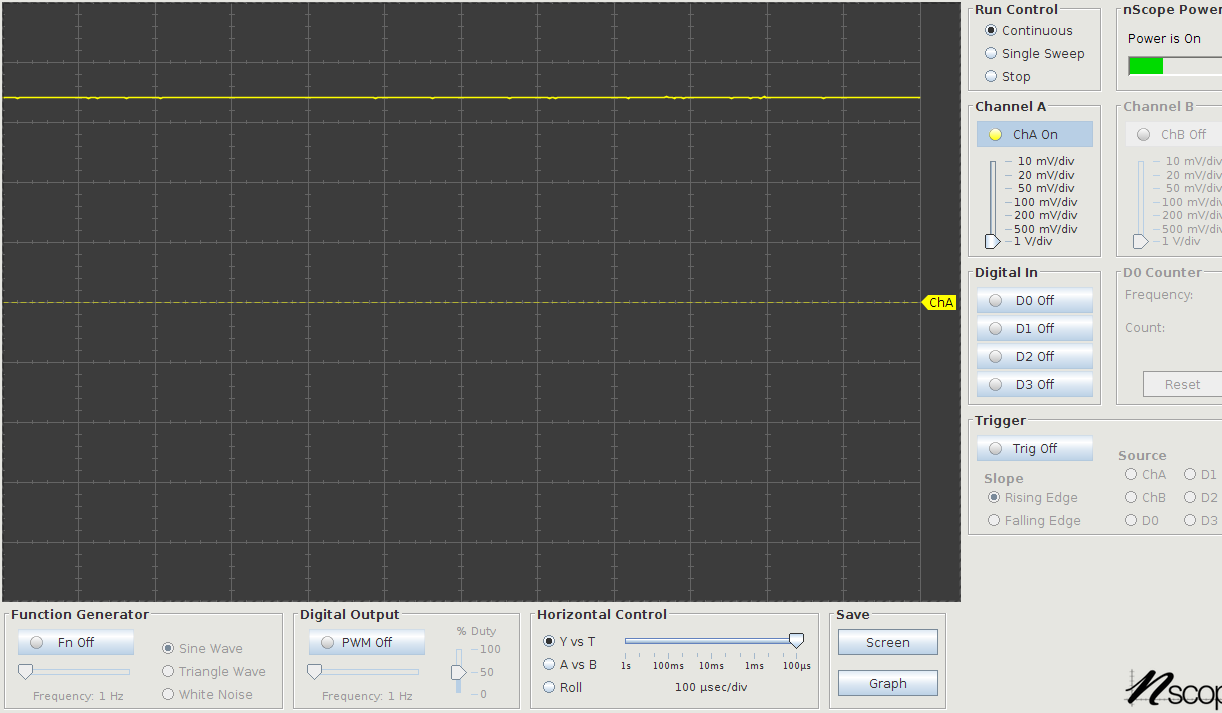 Run Control
Continuous
Single Sweep
Stop
nScope Power
Power is On
Channel A
ChA On
10 mV/div
20 mV/div
50 mV/div
100 mV/div
200 mV/div
500 mV/div
1 V/div
Channel B
ChB Off
10 mV/div
20 mV/div
50 mV/div
100 mV/div
200 mV/div
500 mV/div
1 V/div
ChA
Digital In
D0 Off
D1 Off
D2 Off
D3 Off
D0 Counter
Frequency:
Count:
Reset
Trigger
Trig Off
Slope
Rising Edge
Falling Edge
Source
ChA D1
ChB D2
D0 D3
Function Generator
Fn Off
Frequency: 1 Hz
Sine Wave
Triangle Wave
White Noise
Digital Output
PWM Off
Frequency: 1 Hz
% Duty
100
50
0
Horizontal Control
Y vs T
A vs B
Roll
1s 100ms 10ms 1ms 100µs
100 µsec/div
Save
Screen
Graph
nscop